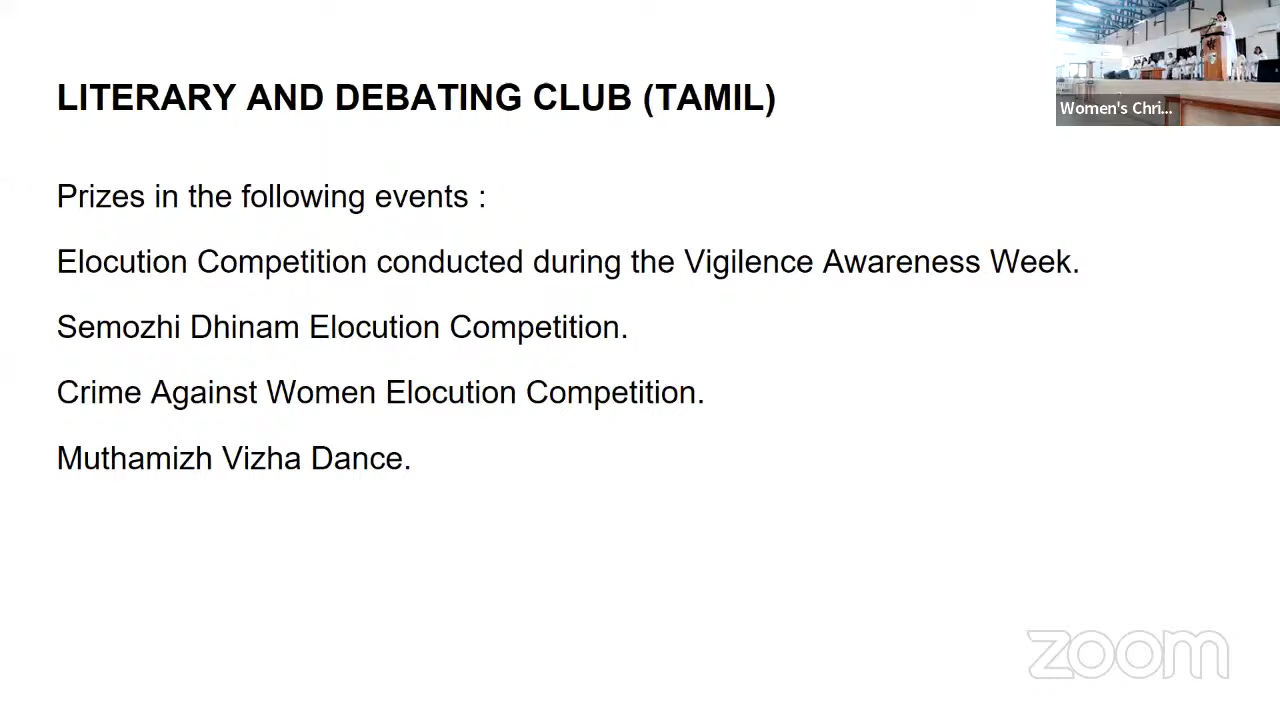 LITERARY AND DEBATING CLUB (TAMIL)
Women's Chri...
Prizes in the following events :
Elocution Competition conducted during the Vigilence Awareness Week.
Semozhi Dhinam Elocution Competition.
Crime Against Women Elocution Competition.
Muthamizh Vizha Dance.
zoom